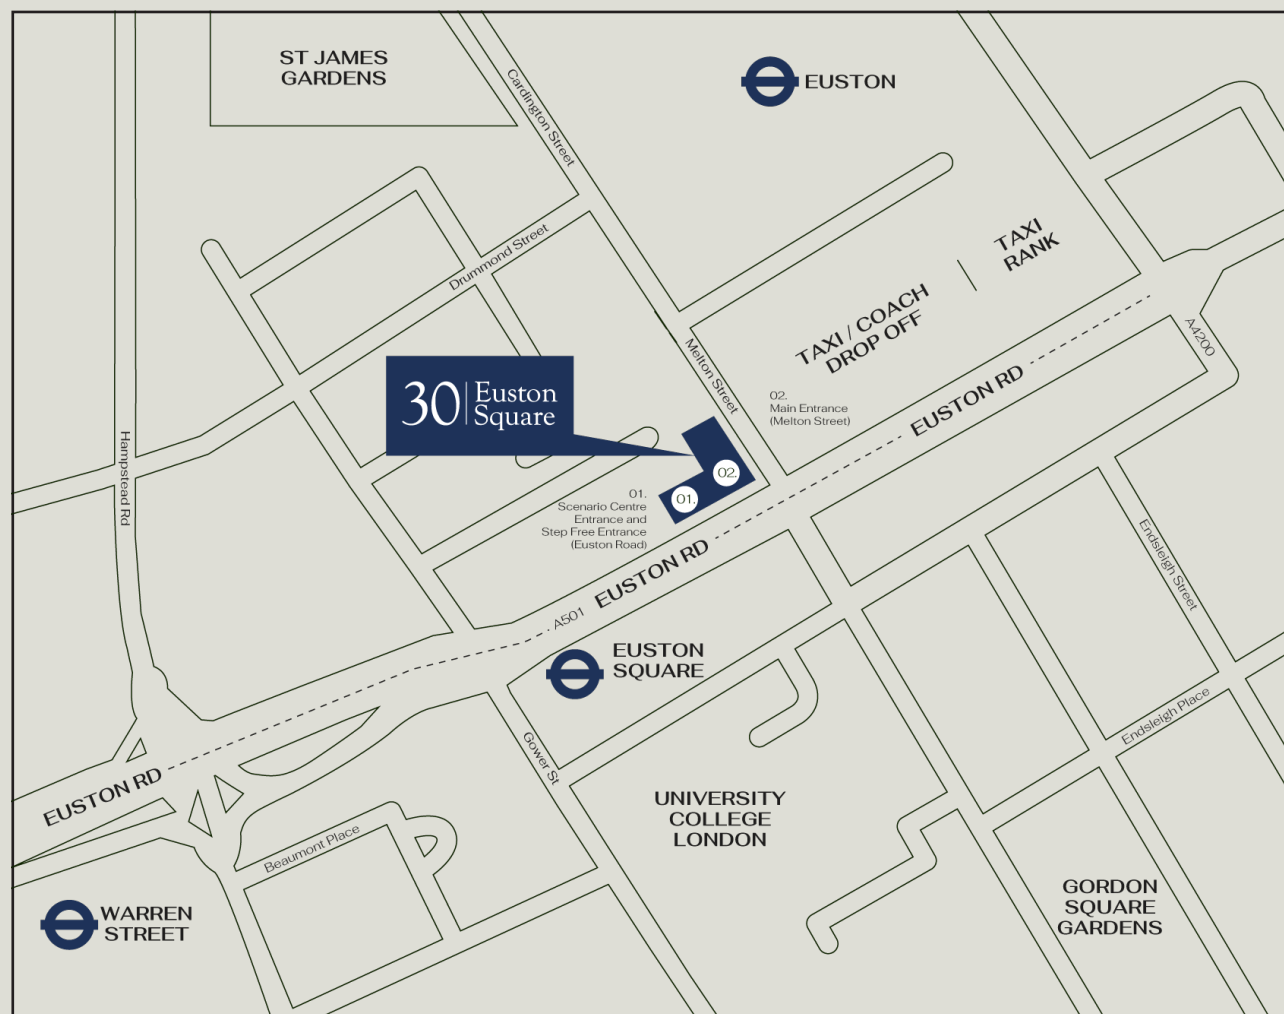 ST JAMES
GARDENS
EUSTON
Cardington Street
Drummond Street
TAXI
RANK
TAXI / COACH
DROP OFF
A4200
Melton Street
EUSTON RD
30
Euston
Square
02.
Main Entrance
(Melton Street)
Hampstead Rd
02.
01.
01.
Scenario Centre
Entrance and
Step Free Entrance
(Euston Road)
EUSTON RD
A501
Endsleigh Street
EUSTON
SQUARE
Endsleigh Place
Gower St
EUSTON RD
Beaumont Place
UNIVERSITY
COLLEGE
LONDON
WARREN
STREET
GORDON
SQUARE
GARDENS